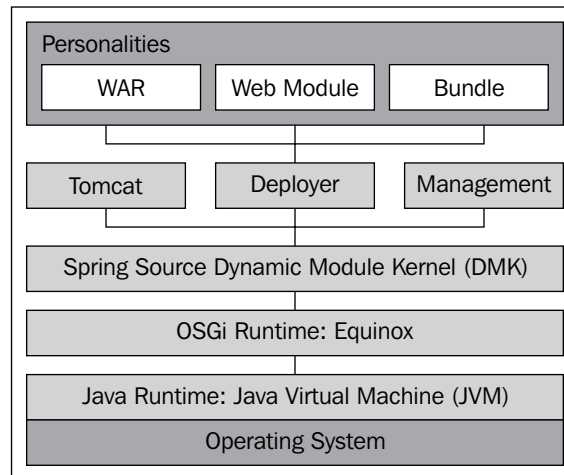 Personalities
WAR
Web Module
Bundle
Tomcat
Deployer
Management
Spring Source Dynamic Module Kernel (DMK)
OSGi Runtime: Equinox
Java Runtime: Java Virtual Machine (JVM)
Operating System